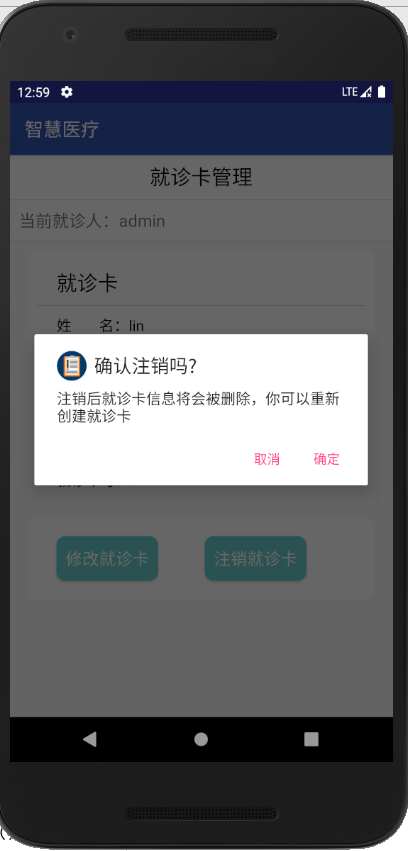 12:59
LTE
智慧医疗
就诊卡管理
当前就诊人：admin
就诊卡
姓 名：lin
确认注销吗?
注销后就诊卡信息将会被删除，你可以重新
创建就诊卡
取消 确定
修改就诊卡 注销就诊卡